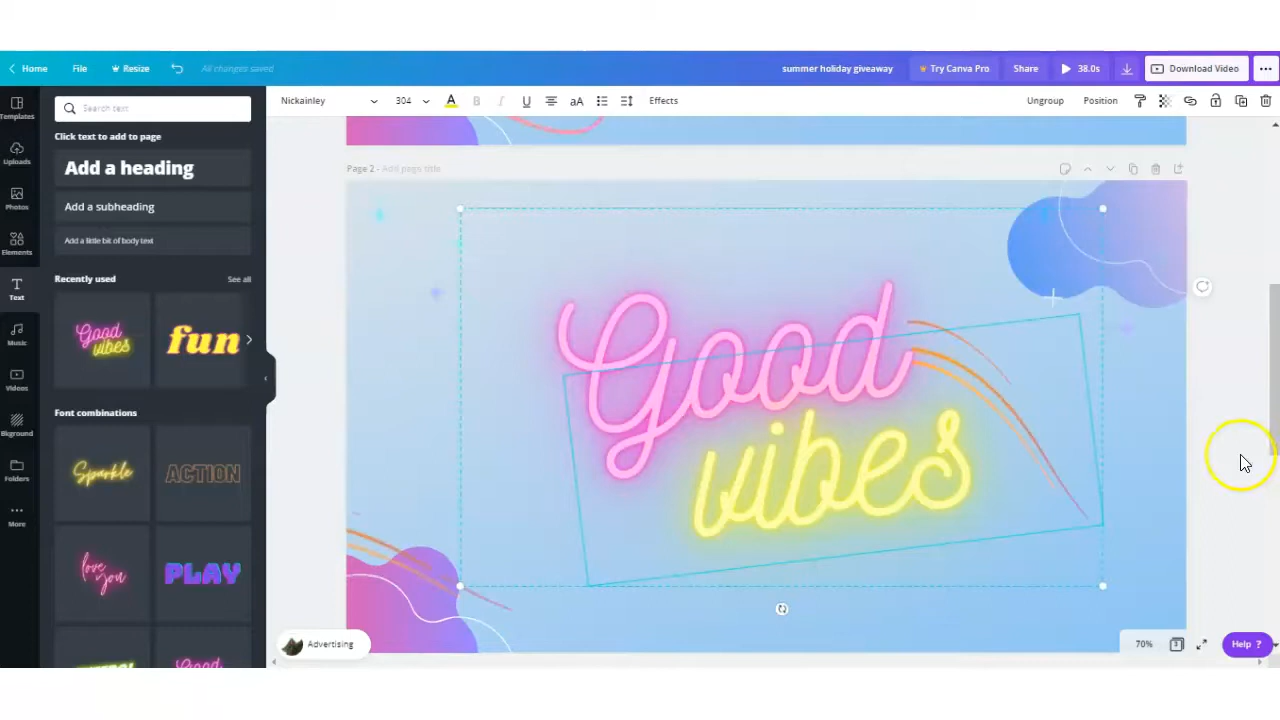 Home
File
Resize
All changes saved
summer holiday giveaway
Try Canva Pro
Share
38.0s
Download Video
Templates
Uploads
Photos
Elements
Text
Music
Videos
Bkground
Folders
More
Search text
Click text to add to page
Add a heading
Add a subheading
Add a little bit of body text
Recently used
See all
Good
vibes
fun
Font combinations
Sparkle
ACTION
love
you
PLAY
Good
Nickainley
304
B
I
U
aA
Effects
Ungroup
Position
Page 2 - Add page title
Good
vibes
Advertising
70%
3
Help ?